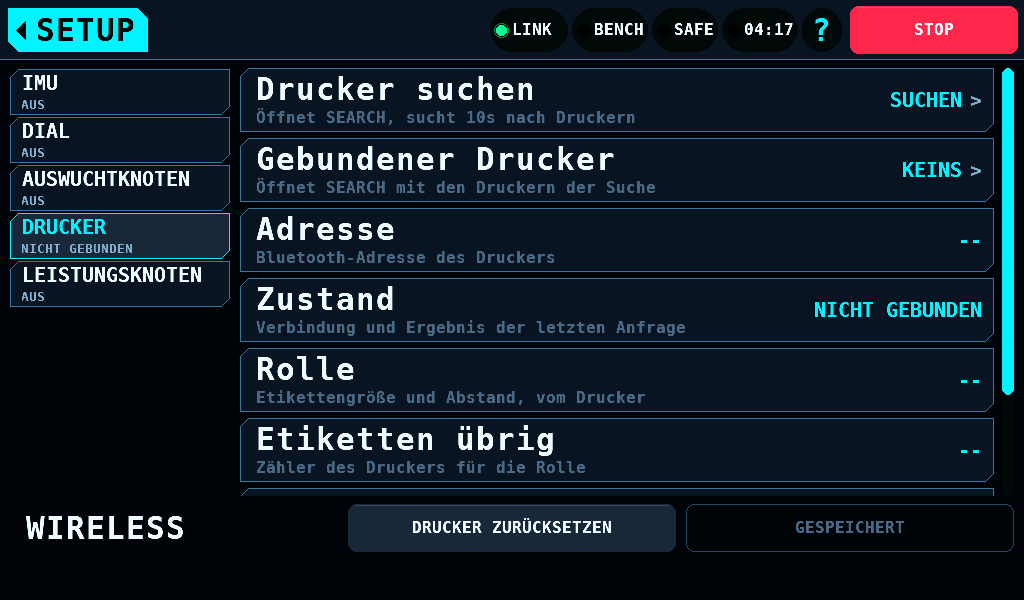 SETUP
LINK
BENCH
SAFE
04:17
?
STOP
IMU
AUS
DIAL
AUS
AUSWUCHTKNOTEN
AUS
DRUCKER
NICHT GEBUNDEN
LEISTUNGSKNOTEN
AUS
Drucker suchen
Öffnet SEARCH, sucht 10s nach Druckern
SUCHEN >
Gebundener Drucker
Öffnet SEARCH mit den Druckern der Suche
KEINS >
Adresse
Bluetooth-Adresse des Druckers
--
Zustand
Verbindung und Ergebnis der letzten Anfrage
NICHT GEBUNDEN
Rolle
Etikettengröße und Abstand, vom Drucker
--
Etiketten übrig
Zähler des Druckers für die Rolle
--
WIRELESS
DRUCKER ZURÜCKSETZEN
GESPEICHERT